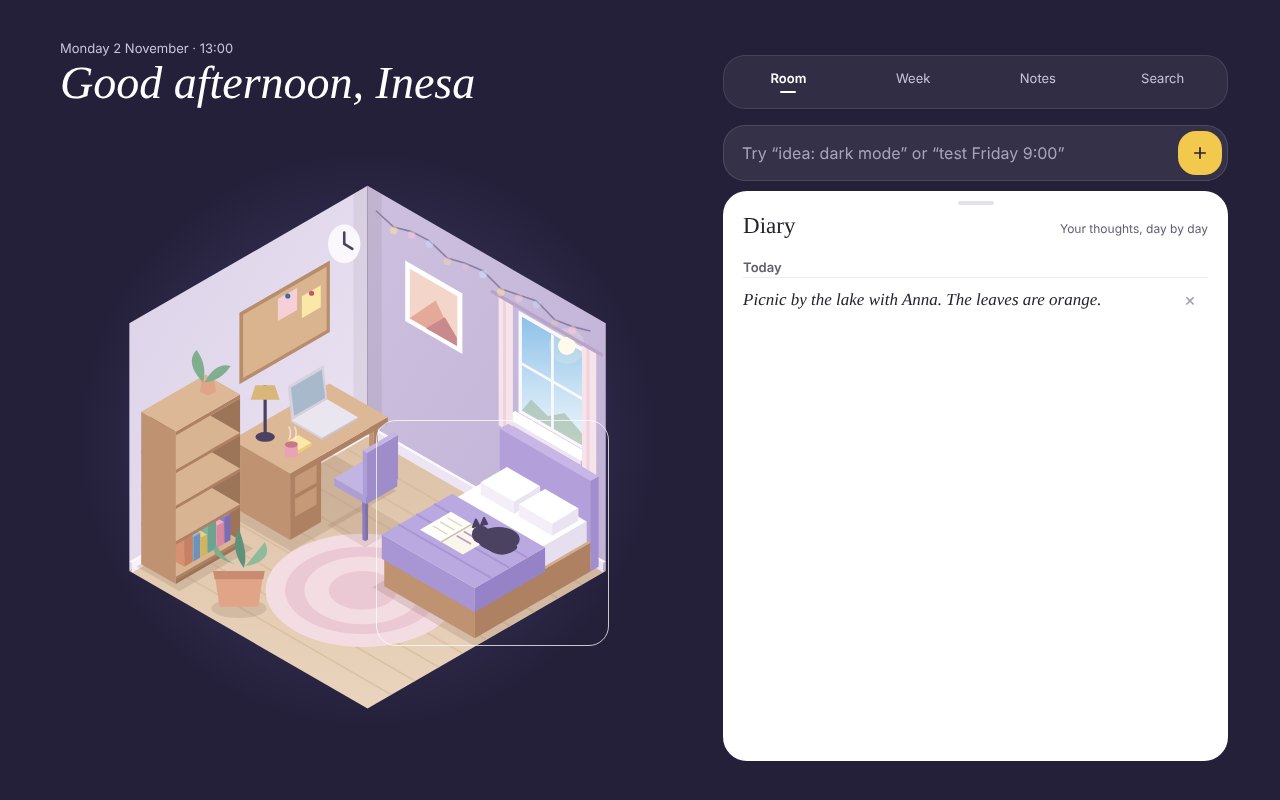 Monday 2 November · 13:00
Good afternoon, Inesa
Room Week Notes Search
Try “idea: dark mode” or “test Friday 9:00”
+
Diary
Your thoughts, day by day
Today
Picnic by the lake with Anna. The leaves are orange.
×